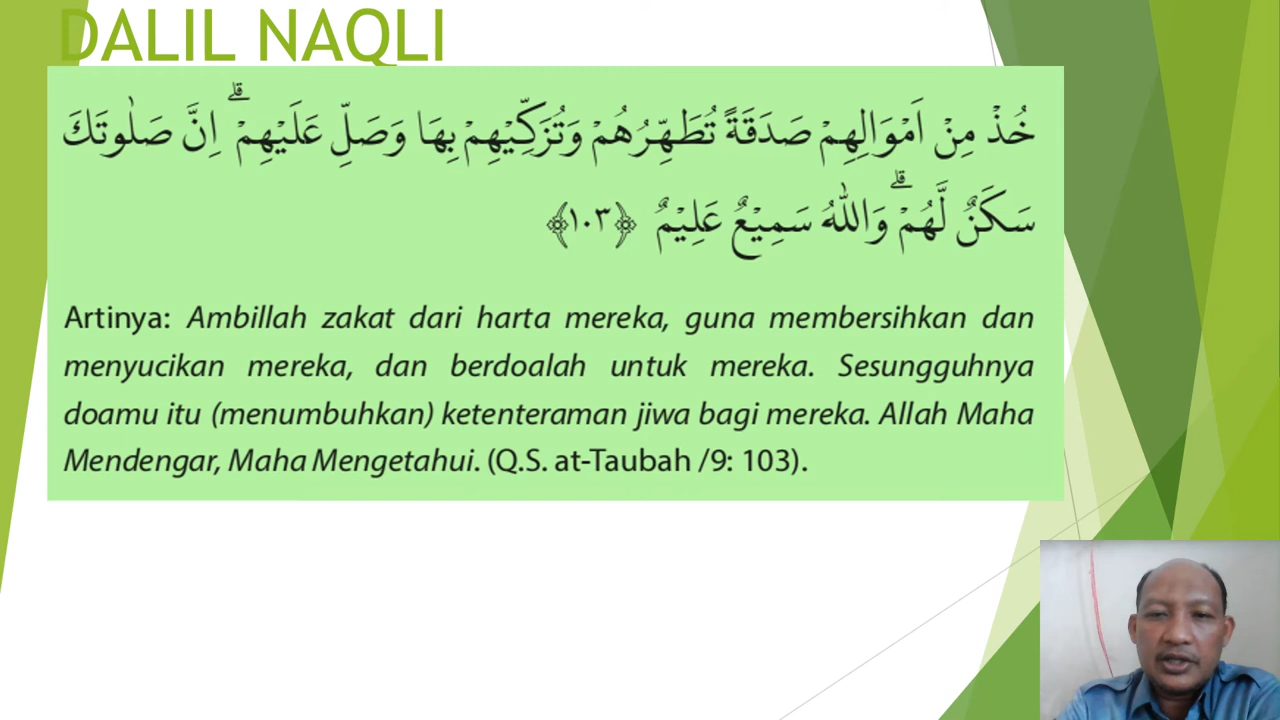 DALIL NAQLI
خُذْ مِنْ اَمْوَالِهِمْ صَدَقَةً تُطَهِّرُهُمْ وَتُزَكِّيْهِمْ بِهَا وَصَلِّ عَلَيْهِمْۗ اِنَّ صَلٰوتَكَ
سَكَنٌ لَّهُمْۗ وَاللّٰهُ سَمِيْعٌ عَلِيْمٌ ﴿١٠٣﴾
Artinya: Ambillah zakat dari harta mereka, guna membersihkan dan
menyucikan mereka, dan berdoalah untuk mereka. Sesungguhnya
doamu itu (menumbuhkan) ketenteraman jiwa bagi mereka. Allah Maha
Mendengar, Maha Mengetahui. (Q.S. at-Taubah /9: 103).